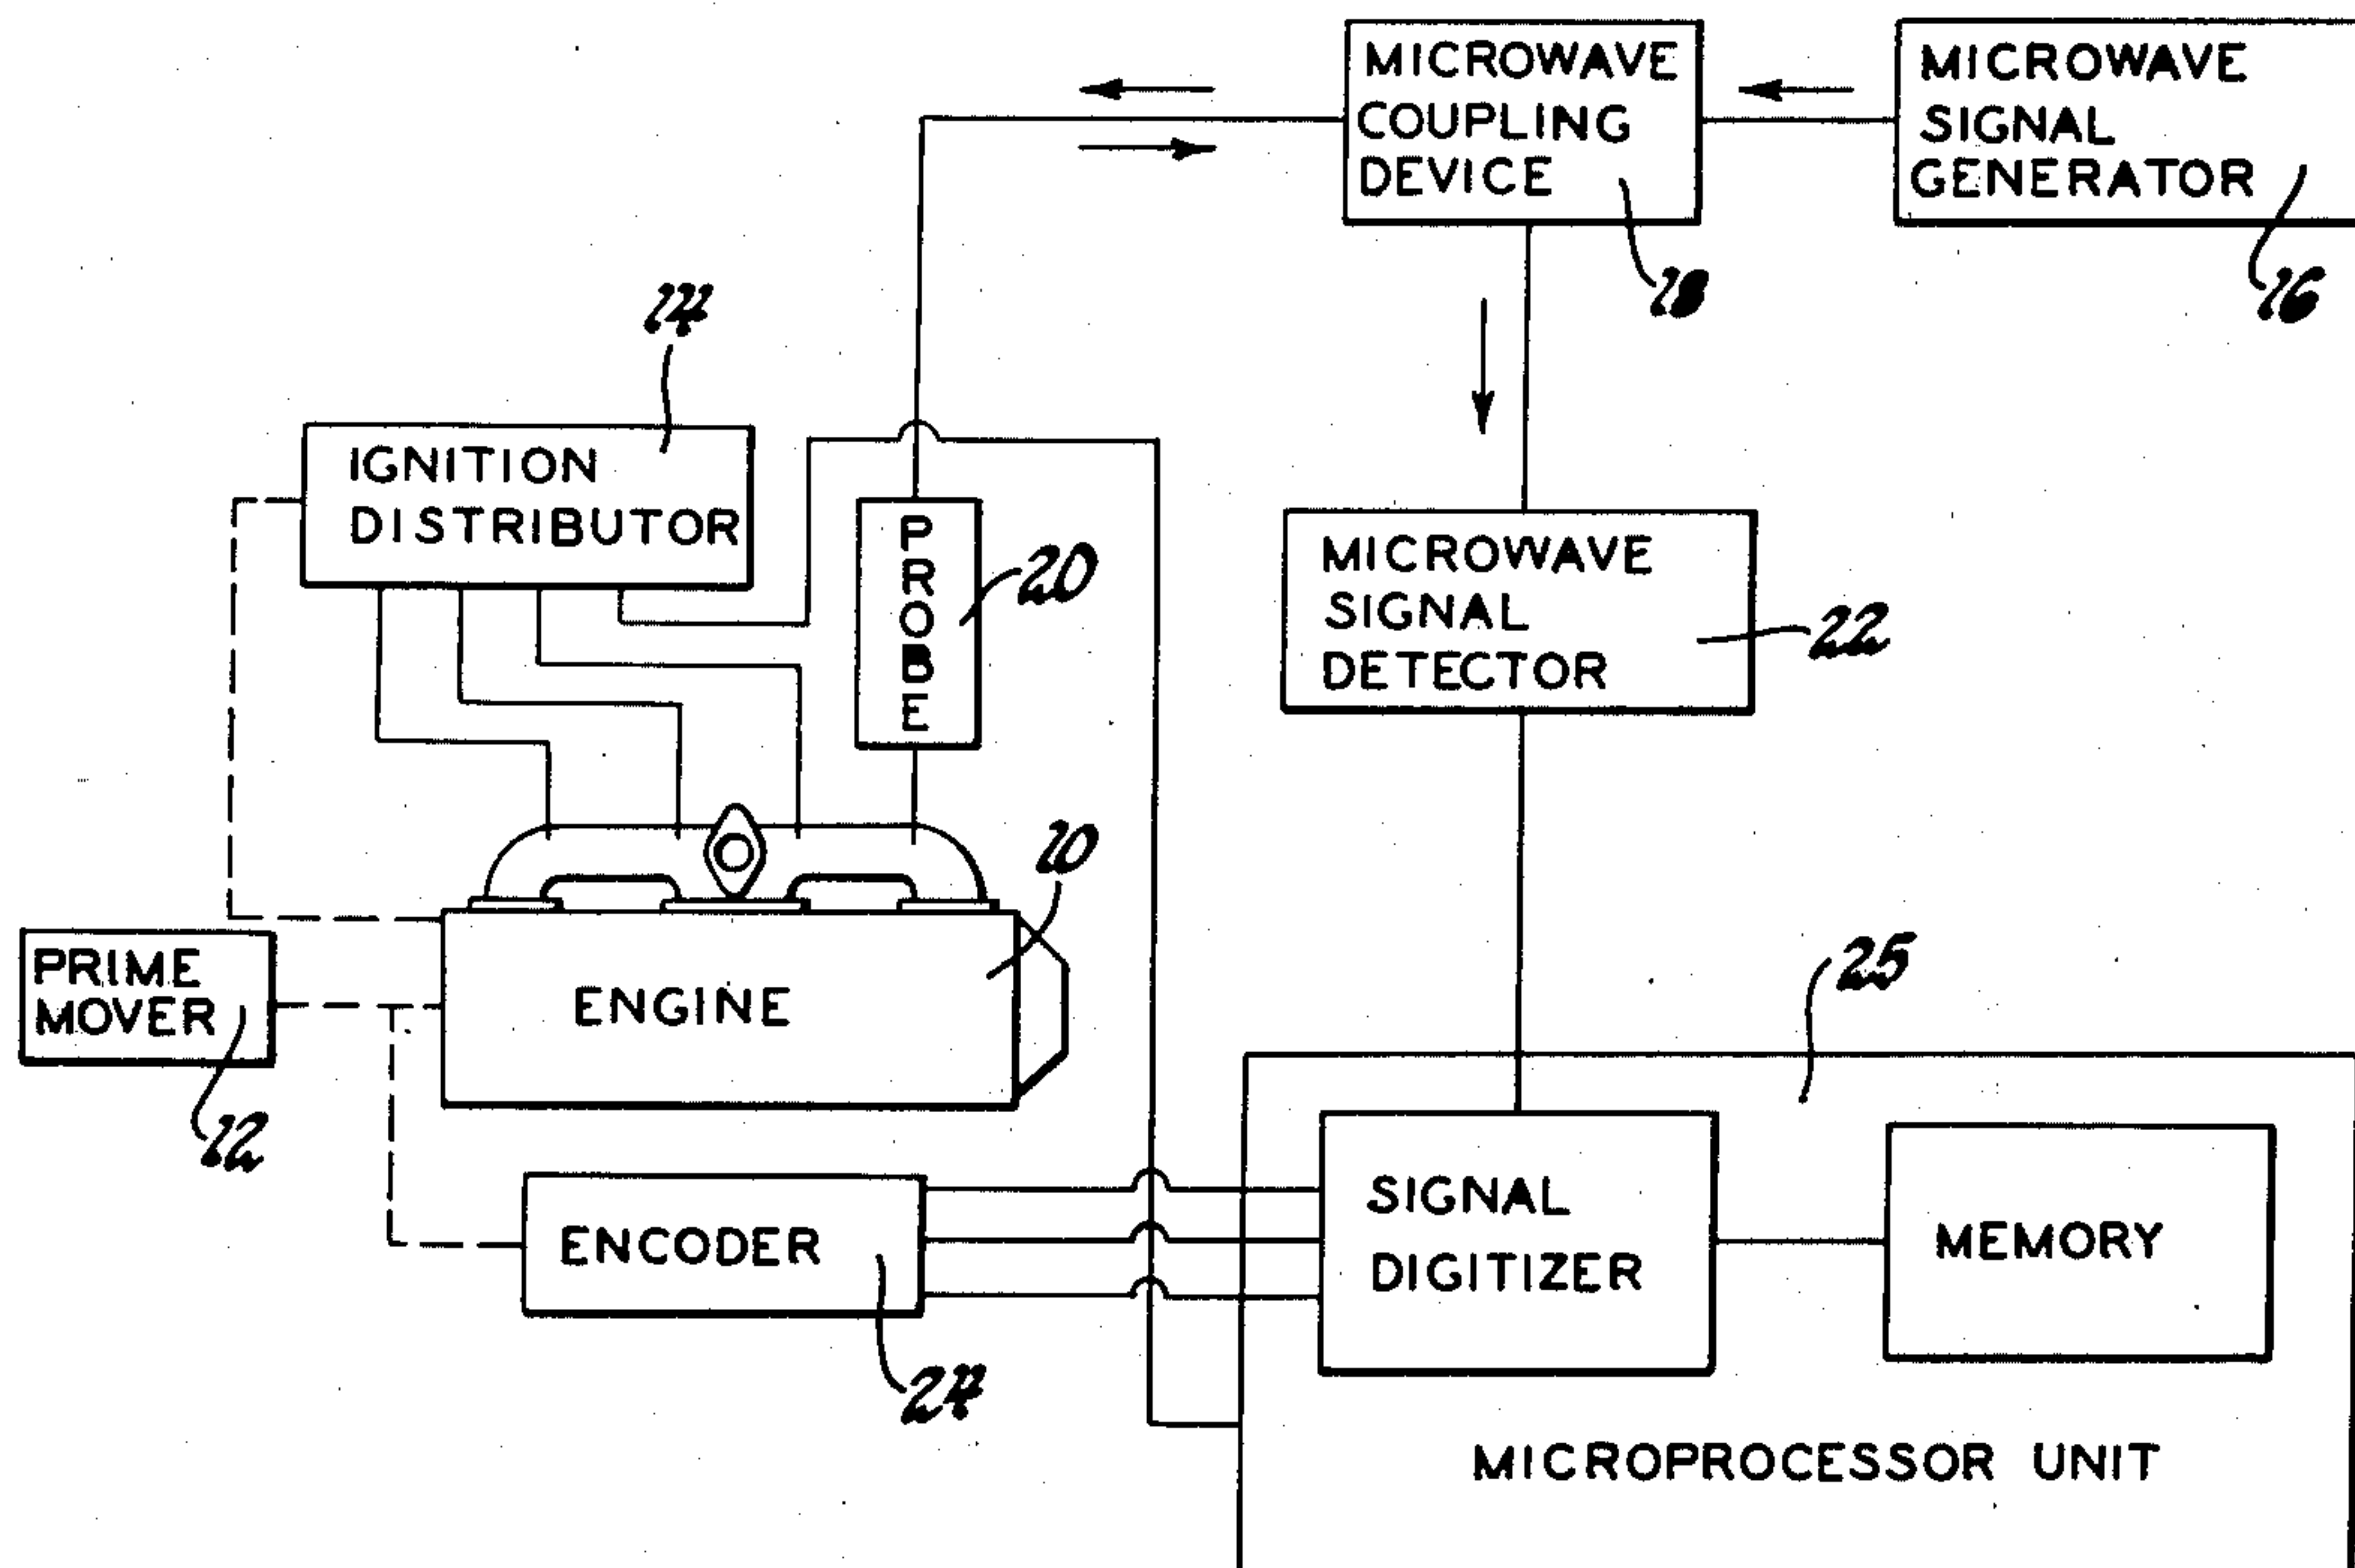 MICROWAVE
COUPLING
DEVICE
18
MICROWAVE
SIGNAL
GENERATOR
16
14
IGNITION
DISTRIBUTOR
PROBE
20
MICROWAVE
SIGNAL
DETECTOR
22
10
PRIME
MOVER
12
ENGINE
25
ENCODER
24
SIGNAL
DIGITIZER
MEMORY
MICROPROCESSOR UNIT